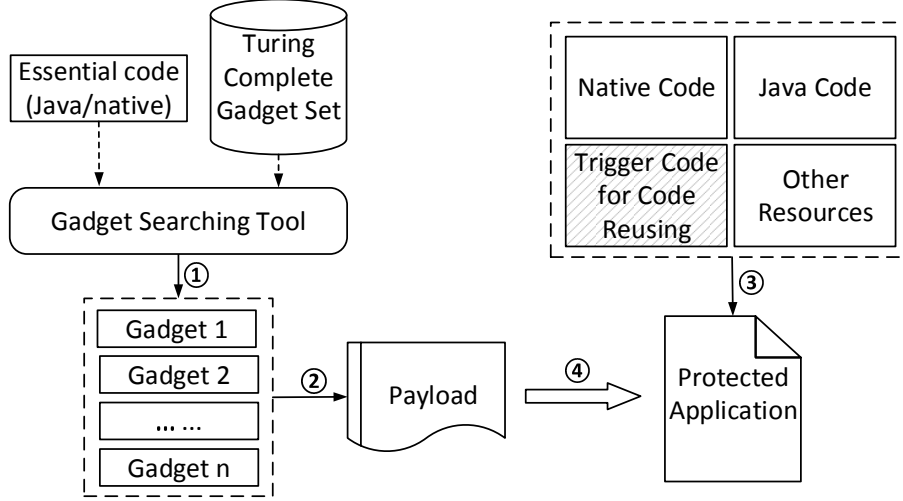 Essential code
(Java/native)
Turing
Complete
Gadget Set
Gadget Searching Tool
①
Gadget 1
Gadget 2
... ...
Gadget n
②
Payload
④
Native Code
Java Code
Trigger Code
for Code
Reusing
Other
Resources
③
Protected
Application